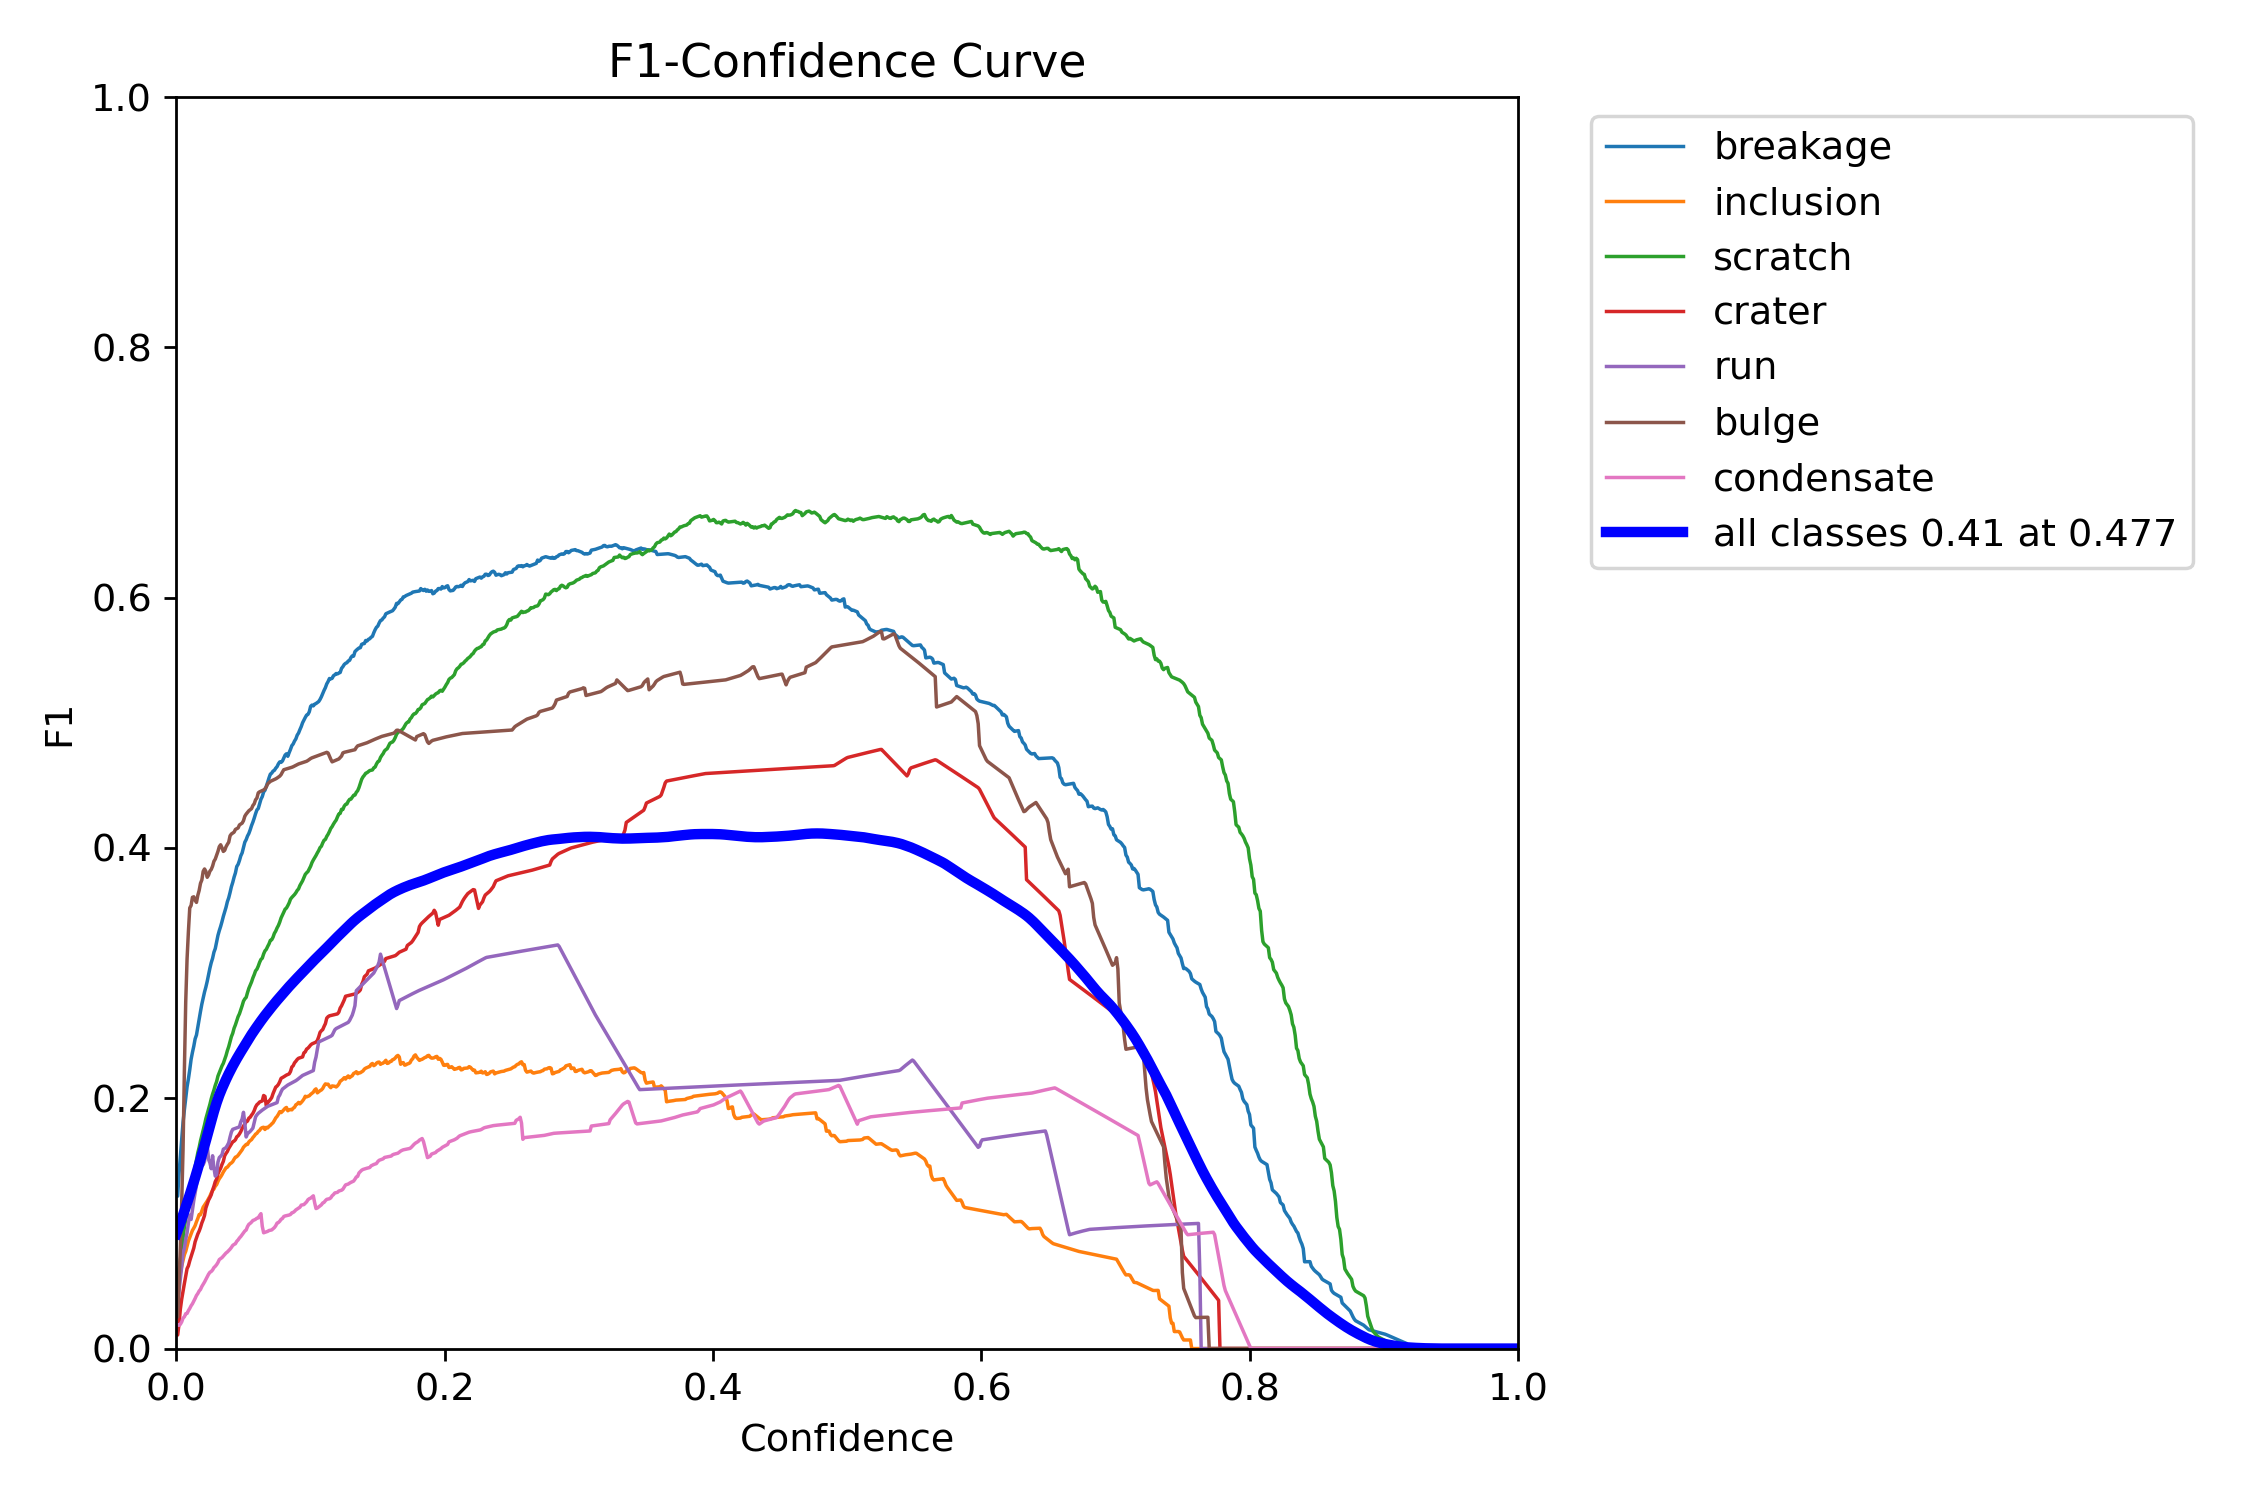 F1-Confidence Curve
1.0
0.8
0.6
0.4
0.2
0.0
F1
0.0 0.2 0.4 0.6 0.8 1.0
Confidence
breakage
inclusion
scratch
crater
run
bulge
condensate
all classes 0.41 at 0.477